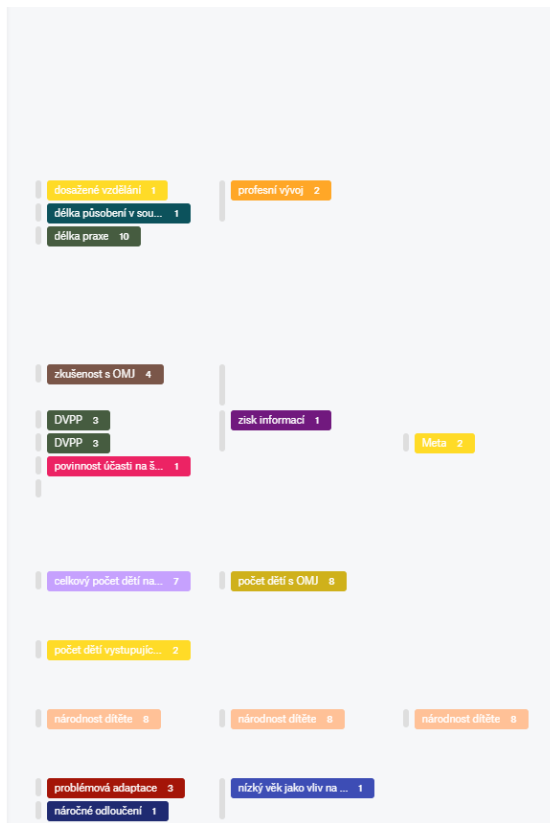 dosažené vzdělání 1 profesní vývoj 2
délka působení v sou... 1
délka praxe 10
zkušenost s OMJ 4
DVPP 3 zisk informací 1
DVPP 3 Meta 2
povinnost účasti na š... 1
celkový počet dětí na... 7 počet dětí s OMJ 8
počet dětí vystupujíc... 2
národnost dítěte 8 národnost dítěte 8 národnost dítěte 8
problémová adaptace 3 nízký věk jako vliv na ... 1
náročné odloučení 1